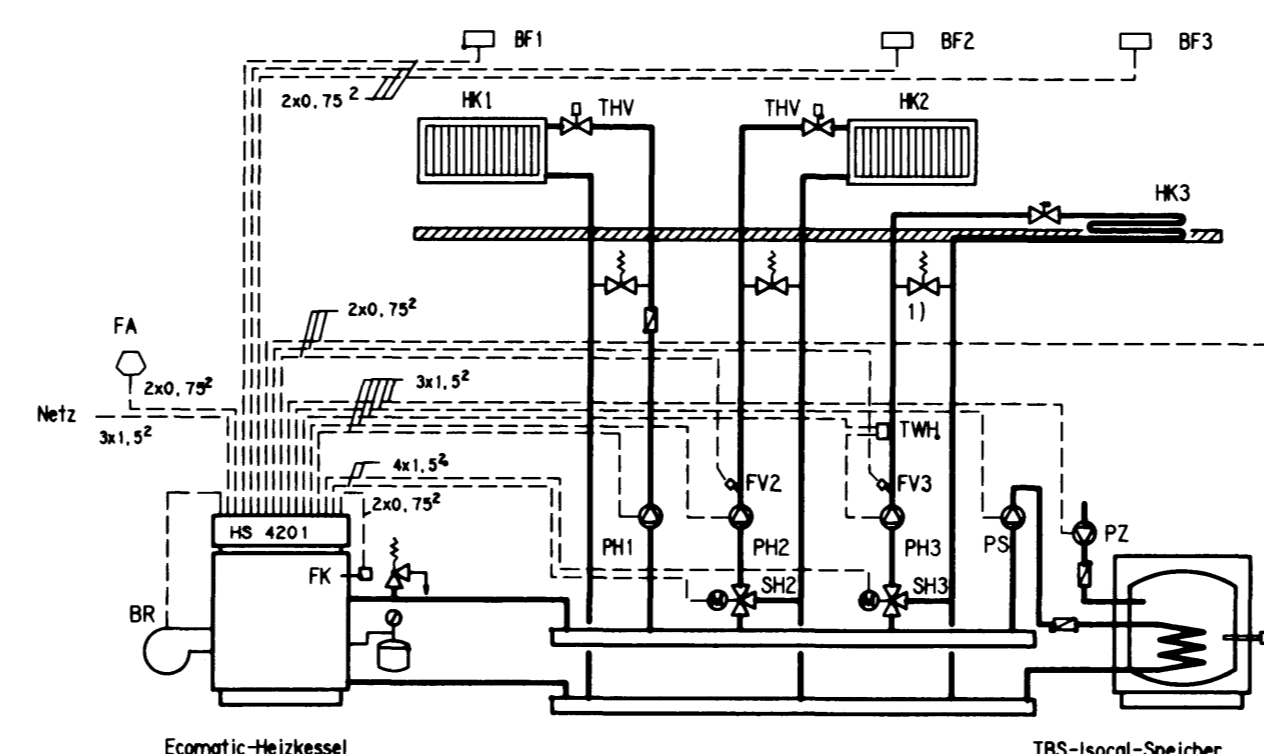 BF1
BF2
BF3
2x0,75²
HK1
THV
THV
HK2
HK3
2x0,75²
1)
FA
2x0,75²
3x1,5²
Netz
3x1,5²
TWH
4x1,5²
FV2
FV3
2x0,75²
HS 4201
PH1
PH2
PH3
PS
PZ
FK
SH2
SH3
M
M
BR
Ecomatic-Heizkessel
TBS-Isocal-Speicher